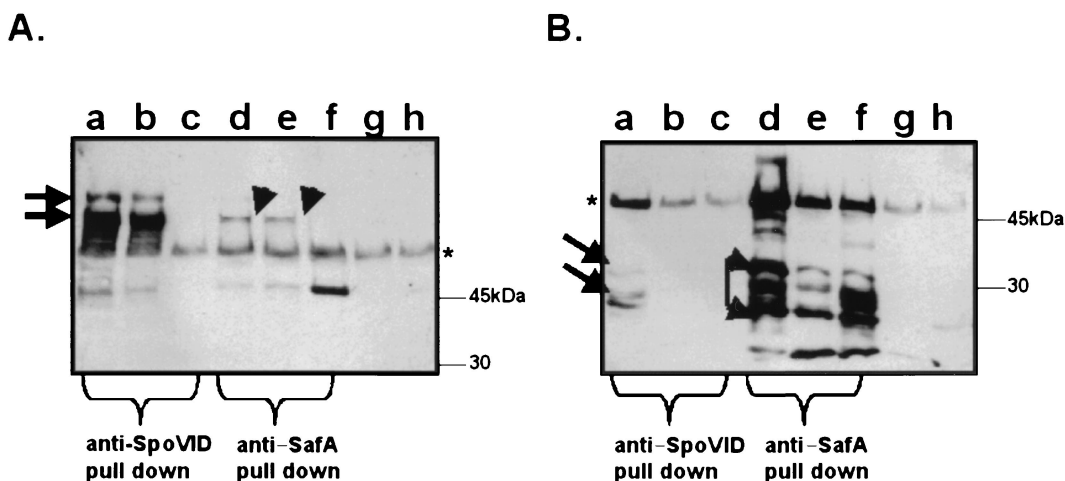 A.
a b c d e f g h
*
45kDa
30
anti-SpoVID pull down
anti-SafA pull down
B.
a b c d e f g h
*
45kDa
30
anti-SpoVID pull down
anti-SafA pull down